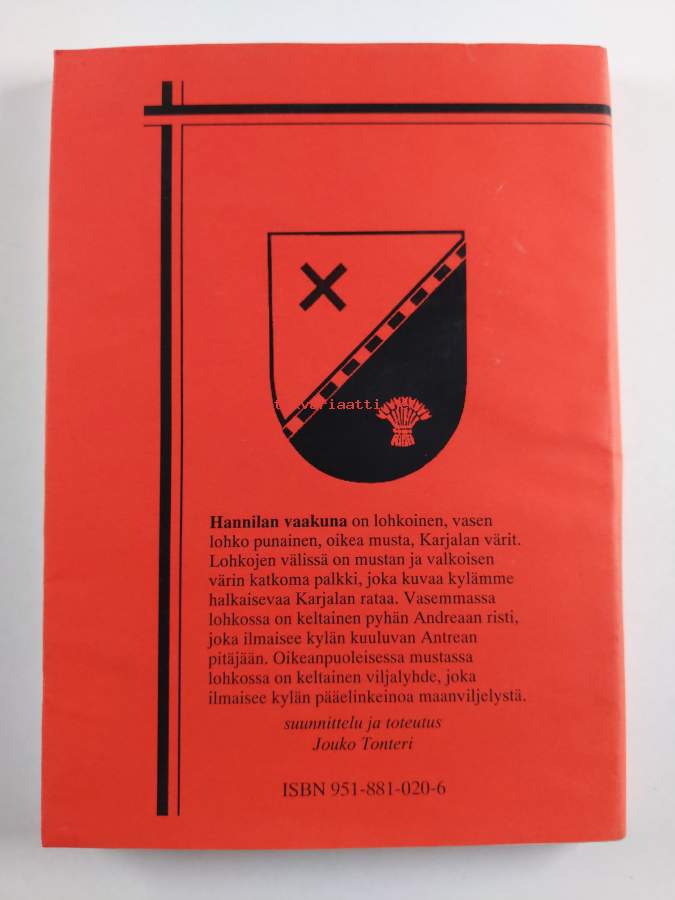 Hannilan vaakuna on lohkoinen, vasen
lohko punainen, oikea musta, Karjalan värit.
Lohkojen välissä on mustan ja valkoisen
värin katkoma palkki, joka kuvaa kylämme
halkaisevaa Karjalan rataa. Vasemmassa
lohkossa on keltainen pyhän Andreaan risti,
joka ilmaisee kylän kuuluvan Antrean
pitäjään. Oikeanpuoleisessa mustassa
lohkossa on keltainen viljalyhde, joka
ilmaisee kylän pääelinkeinoa maanviljelystä.
suunnittelu ja toteutus
Jouko Tonteri
ISBN 951-881-020-6